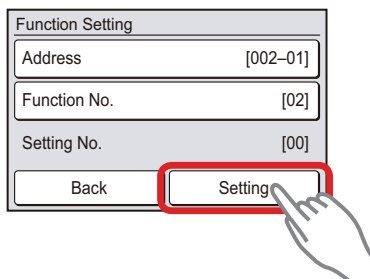 Function Setting
Address [002–01]
Function No. [02]
Setting No. [00]
Back Setting